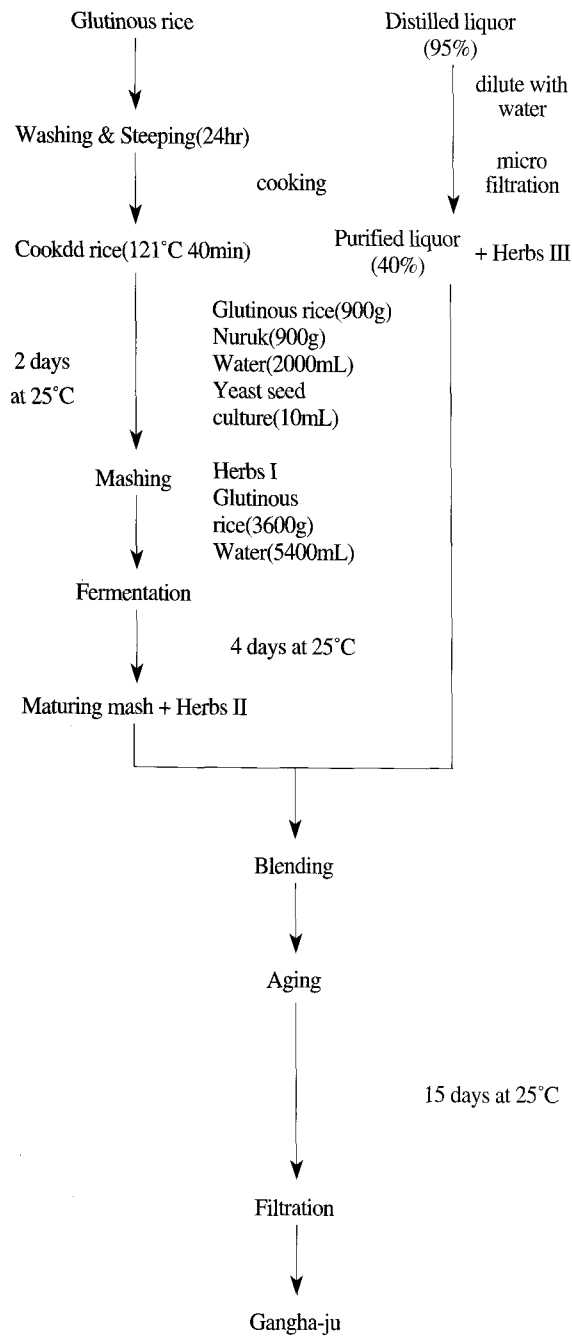 Glutinous rice
Distilled liquor
(95%)
dilute with
water
Washing & Steeping(24hr)
micro
filtration
cooking
Cookdd rice(121˚C 40min)
Purified liquor
(40%)
+ Herbs III
Glutinous rice(900g)
Nuruk(900g)
Water(2000mL)
Yeast seed
culture(10mL)
2 days
at 25˚C
Mashing
Herbs I
Glutinous
rice(3600g)
Water(5400mL)
Fermentation
4 days at 25˚C
Maturing mash + Herbs II
Blending
Aging
15 days at 25˚C
Filtration
Gangha-ju